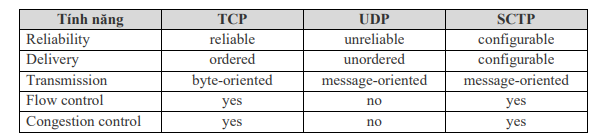 Tính năng TCP UDP SCTP
Reliability reliable unreliable configurable
Delivery ordered unordered configurable
Transmission byte-oriented message-oriented message-oriented
Flow control yes no yes
Congestion control yes no yes